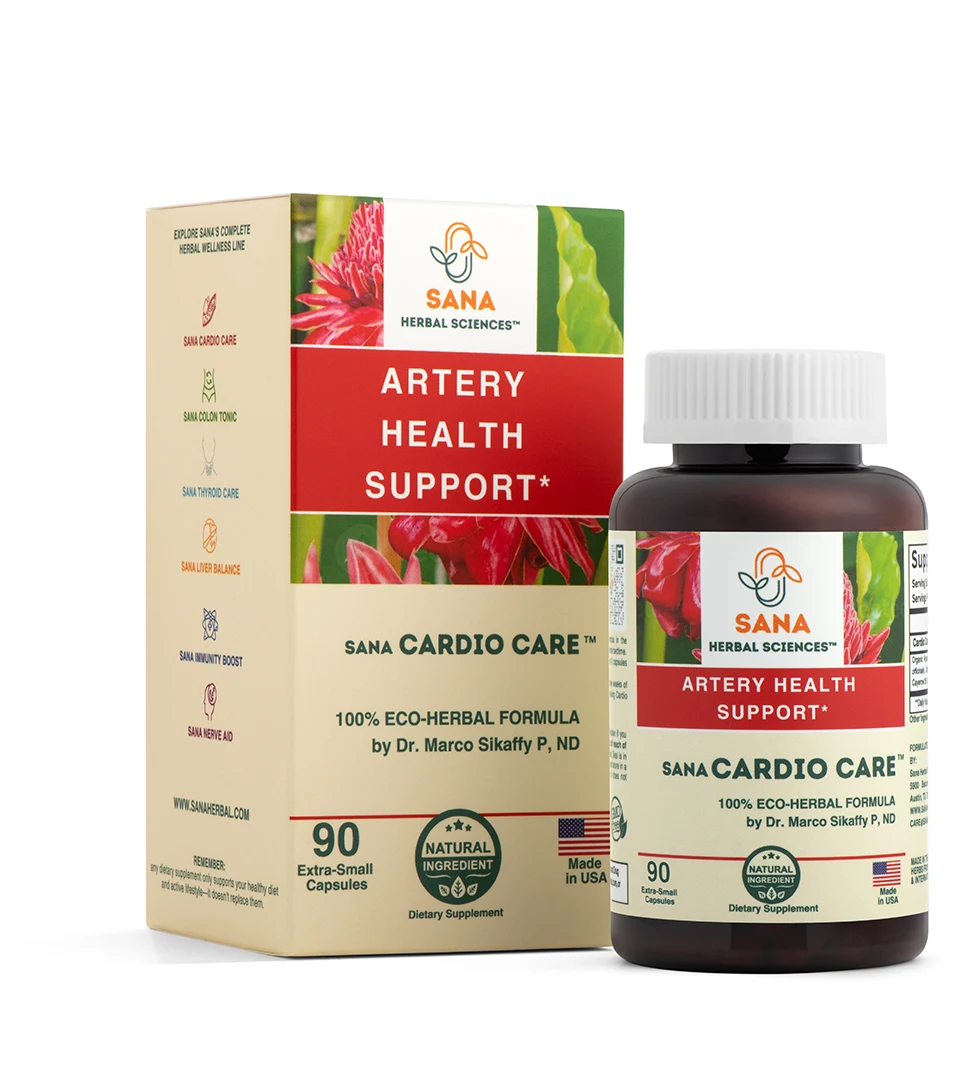 EXPLORE SANA'S COMPLETE
HERBAL WELLNESS LINE
SANA CARDIO CARE
SANA COLON TONIC
SANA THYROID CARE
SANA LIVER BALANCE
SANA IMMUNITY BOOST
SANA NERVE AID
WWW.SANAHERBAL.COM
REMEMBER:
any dietary supplement only supports your healthy diet
and active lifestyle—it doesn't replace them.
SANA
HERBAL SCIENCES™
ARTERY
HEALTH
SUPPORT*
SANA CARDIO CARE™
100% ECO-HERBAL FORMULA
by Dr. Marco Sikaffy P, ND
90
Extra-Small
Capsules
NATURAL
INGREDIENT
Dietary Supplement
Made
in USA
SANA
HERBAL SCIENCES™
ARTERY HEALTH
SUPPORT*
SANA CARDIO CARE™
100% ECO-HERBAL FORMULA
by Dr. Marco Sikaffy P, ND
90
Extra-Small
Capsules
NATURAL
INGREDIENT
Dietary Supplement
Made
in USA